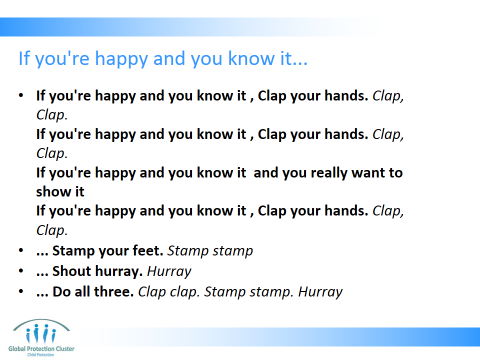 If you're happy and you know it...
• If you're happy and you know it , Clap your hands. Clap,
Clap.
If you're happy and you know it , Clap your hands. Clap,
Clap.
If you're happy and you know it  and you really want to
show it
If you're happy and you know it , Clap your hands. Clap,
Clap.
• ... Stamp your feet. Stamp stamp
• ... Shout hurray. Hurray
• ... Do all three. Clap clap. Stamp stamp. Hurray
Global Protection Cluster
Child Protection